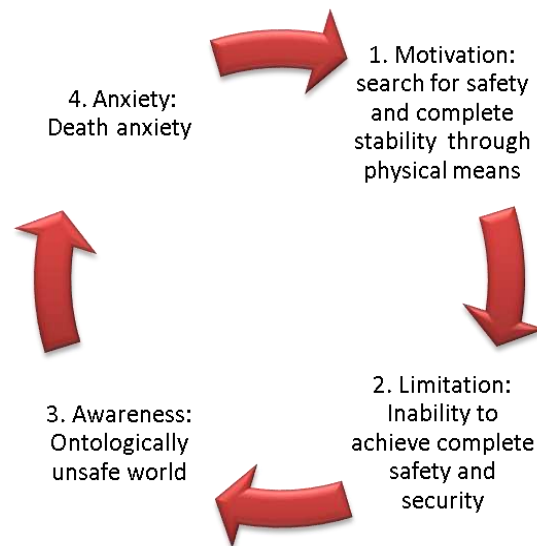 1. Motivation:
search for safety
and complete
stability through
physical means
2. Limitation:
Inability to
achieve complete
safety and
security
3. Awareness:
Ontologically
unsafe world
4. Anxiety:
Death anxiety